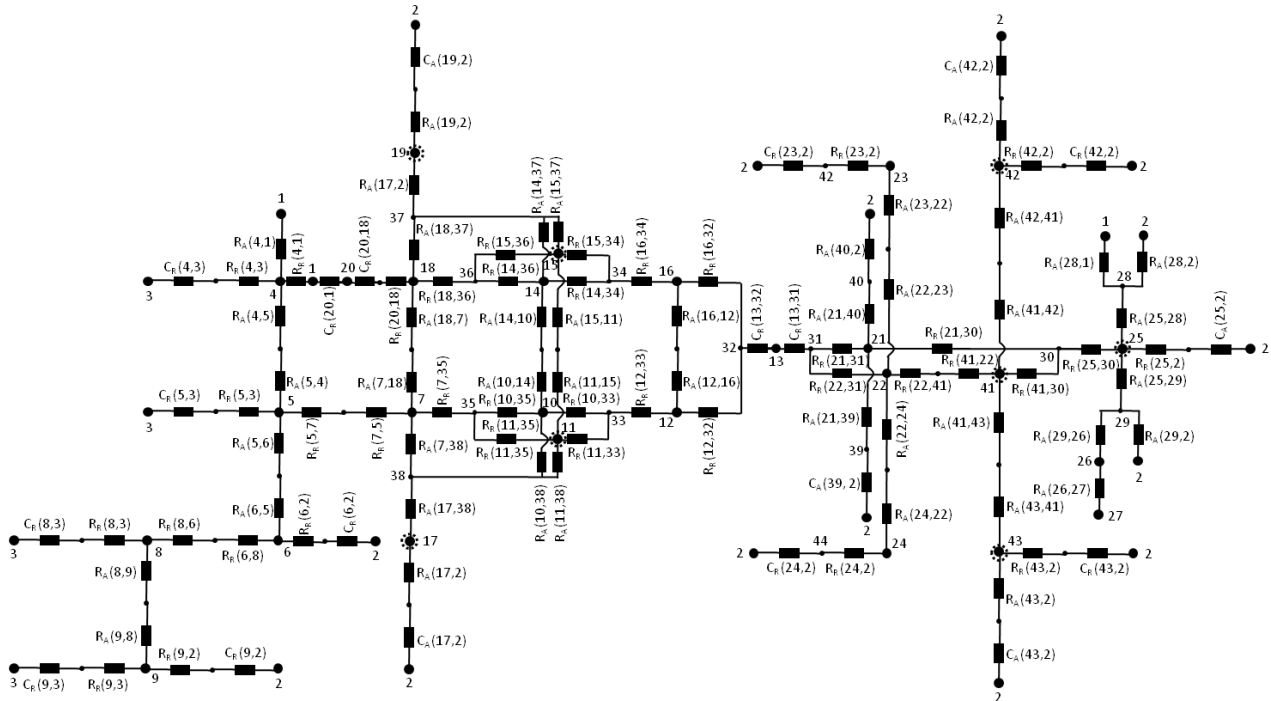 2
2
C_A(19,2)
C_A(42,2)
R_A(19,2)
R_A(42,2)
19
2
C_R(23,2)
R_R(23,2)
23
42
42
R_R(42,2)
C_R(42,2)
2
R_A(17,2)
R_A(14,37)
R_A(15,37)
1
37
2
R_A(23,22)
R_A(42,41)
1
2
R_A(4,1)
R_R(4,1)
C_R(20,18)
R_A(18,37)
R_R(15,36)
15
R_R(15,34)
R_R(16,34)
R_R(16,32)
R_A(40,2)
R_A(28,1)
R_A(28,2)
C_R(4,3)
R_R(4,3)
1
20
18
36
R_R(14,36)
34
16
40
28
3
4
C_R(20,1)
R_R(20,18)
R_R(18,36)
14
R_R(14,34)
R_A(22,23)
R_A(4,5)
R_A(18,7)
R_A(14,10)
R_A(15,11)
R_A(16,12)
C_R(13,32)
C_R(13,31)
R_A(21,40)
R_A(41,42)
R_A(25,28)
C_A(25,2)
32
13
31
21
R_R(21,30)
30
25
2
R_R(21,31)
R_R(41,22)
R_R(25,30)
R_R(25,2)
R_A(5,4)
R_A(7,18)
R_R(7,35)
R_A(10,14)
R_A(11,15)
R_R(12,33)
R_A(12,16)
R_R(22,31)
22
R_R(22,41)
41
R_R(41,30)
R_A(25,29)
C_R(5,3)
R_R(5,3)
35
R_R(10,35)
R_R(10,33)
3
5
R_R(5,7)
R_R(7,5)
7
R_R(11,35)
10
33
12
R_R(12,32)
R_A(21,39)
R_A(22,24)
R_A(41,43)
29
R_A(5,6)
R_A(7,38)
R_R(11,35)
11
R_R(11,33)
39
R_A(29,26)
R_A(29,2)
38
26
2
C_A(39,2)
R_A(26,27)
R_A(6,5)
R_R(6,2)
C_R(6,2)
R_A(17,38)
R_A(10,38)
R_A(11,38)
2
R_A(24,22)
R_A(43,41)
27
C_R(8,3)
R_R(8,3)
R_R(8,6)
3
8
R_R(6,8)
6
2
17
2
44
24
43
2
C_R(24,2)
R_R(24,2)
R_R(43,2)
C_R(43,2)
R_A(8,9)
R_A(17,2)
R_A(43,2)
R_A(9,8)
R_R(9,2)
C_R(9,2)
C_A(17,2)
C_A(43,2)
3
C_R(9,3)
R_R(9,3)
9
2
2
2